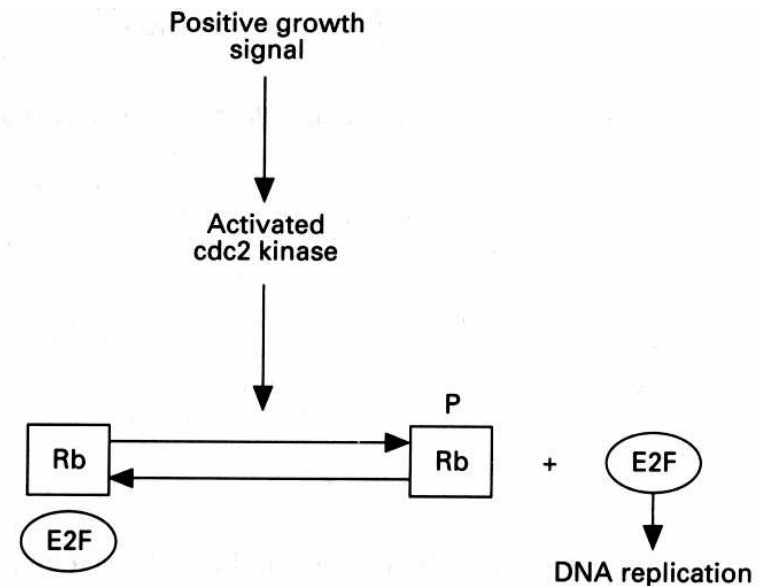 Positive growth
signal
Activated
cdc2 kinase
P
Rb
Rb
+
E2F
E2F
DNA replication